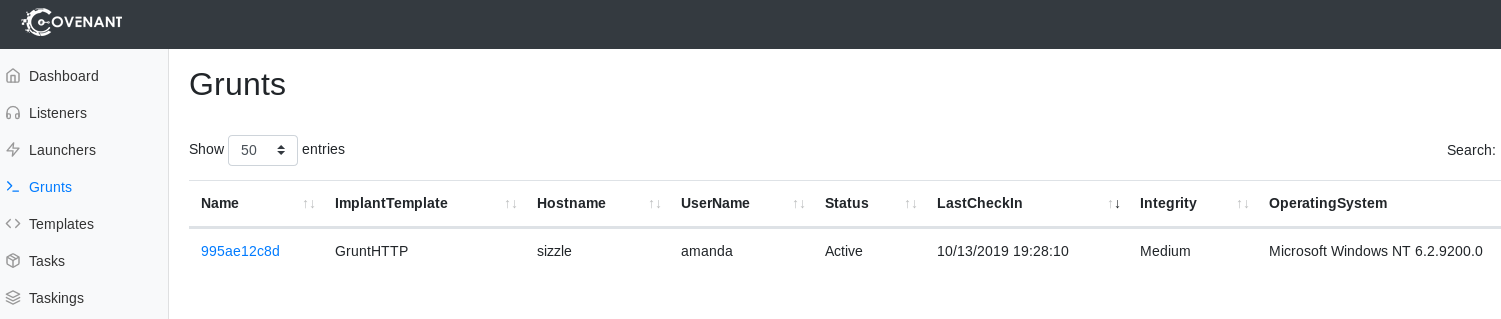 COVENANT
Dashboard
Listeners
Launchers
Grunts
Templates
Tasks
Taskings
Grunts
Show 50 entries
Search:
Name ImplantTemplate Hostname UserName Status LastCheckIn Integrity OperatingSystem
995ae12c8d GruntHTTP sizzle amanda Active 10/13/2019 19:28:10 Medium Microsoft Windows NT 6.2.9200.0